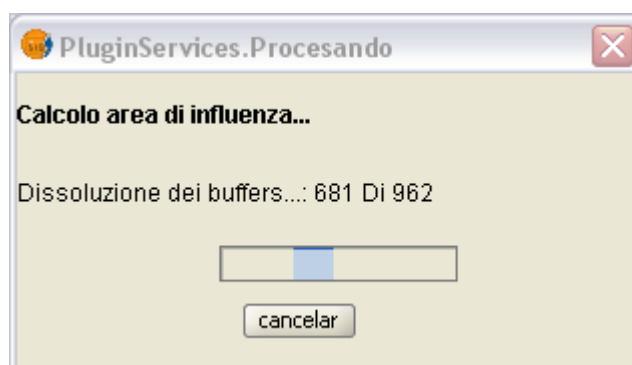 PluginServices.Procesando
Calcolo area di influenza...
Dissoluzione dei buffers...: 681 Di 962
cancelar